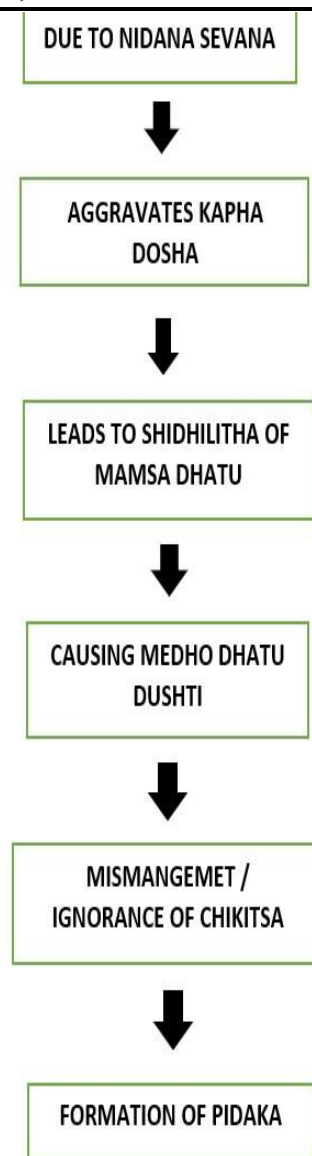 DUE TO NIDANA SEVANA
AGGRAVATES KAPHA
DOSHA
LEADS TO SHIDHILITHA OF
MAMSA DHATU
CAUSING MEDHO DHATU
DUSHTI
MISMANGEMET /
IGNORANCE OF CHIKITSA
FORMATION OF PIDAKA